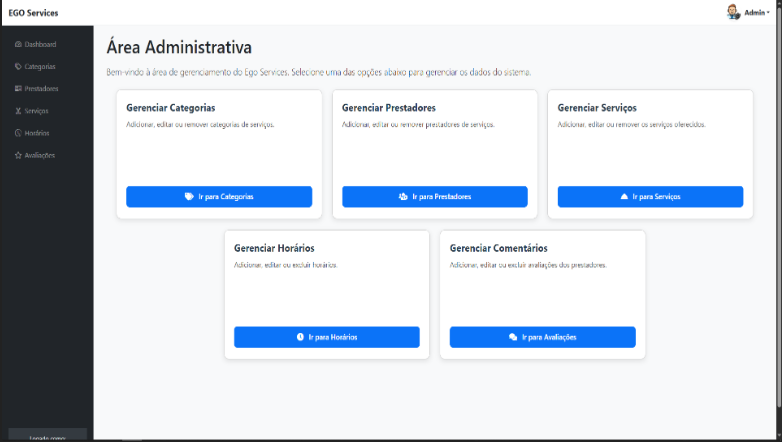 EGO Services
Admin
Dashboard
Categorias
Prestadores
Serviços
Horários
Avaliações
Área Administrativa
Bem-vindo à área de gerenciamento do Ego Services. Selecione uma das opções abaixo para gerenciar os dados do sistema.
Gerenciar Categorias
Adicionar, editar ou remover categorias de serviços.
Ir para Categorias
Gerenciar Prestadores
Adicionar, editar ou remover prestadores de serviços.
Ir para Prestadores
Gerenciar Serviços
Adicionar, editar ou remover os serviços oferecidos.
Ir para Serviços
Gerenciar Horários
Adicionar, editar ou excluir horários.
Ir para Horários
Gerenciar Comentários
Adicionar, editar ou excluir avaliações dos prestadores.
Ir para Avaliações
Logado como: